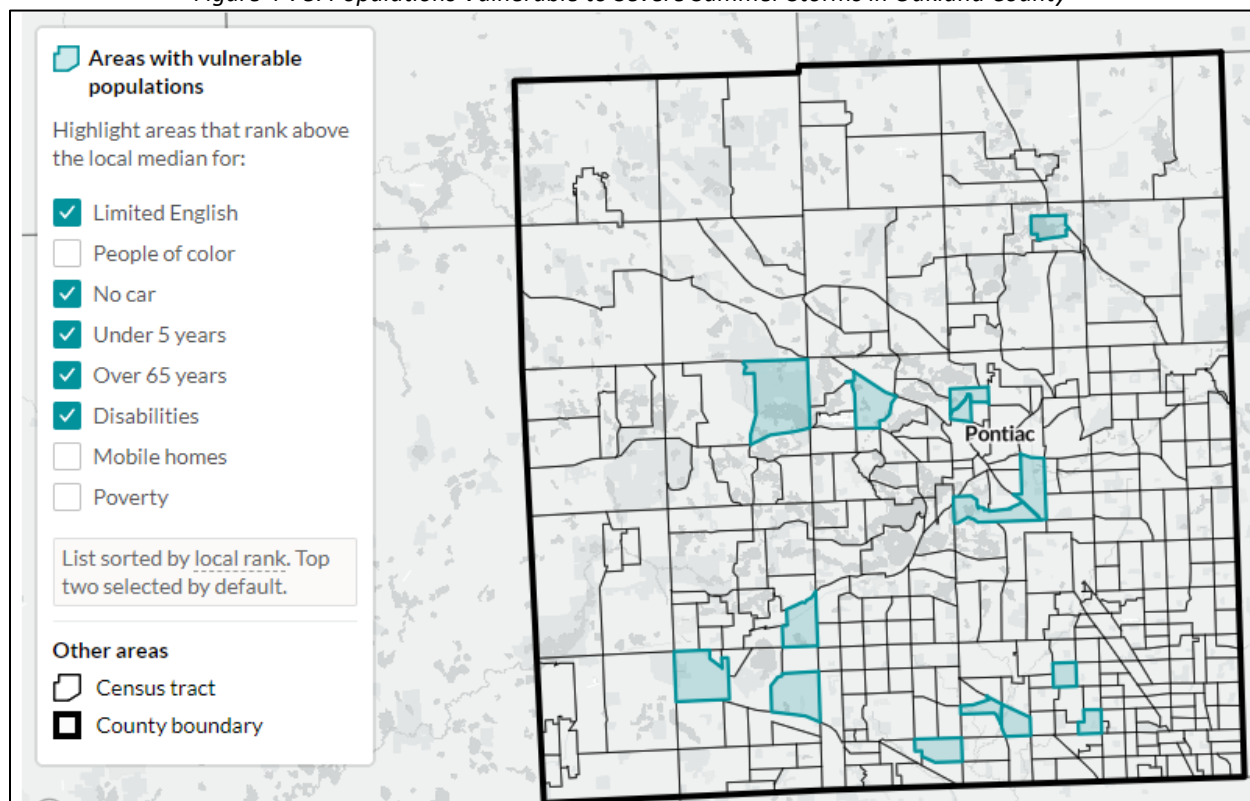 Areas with vulnerable
populations
Highlight areas that rank above
the local median for:
Limited English
People of color
No car
Under 5 years
Over 65 years
Disabilities
Mobile homes
Poverty
List sorted by local rank. Top
two selected by default.
Other areas
Census tract
County boundary
Pontiac